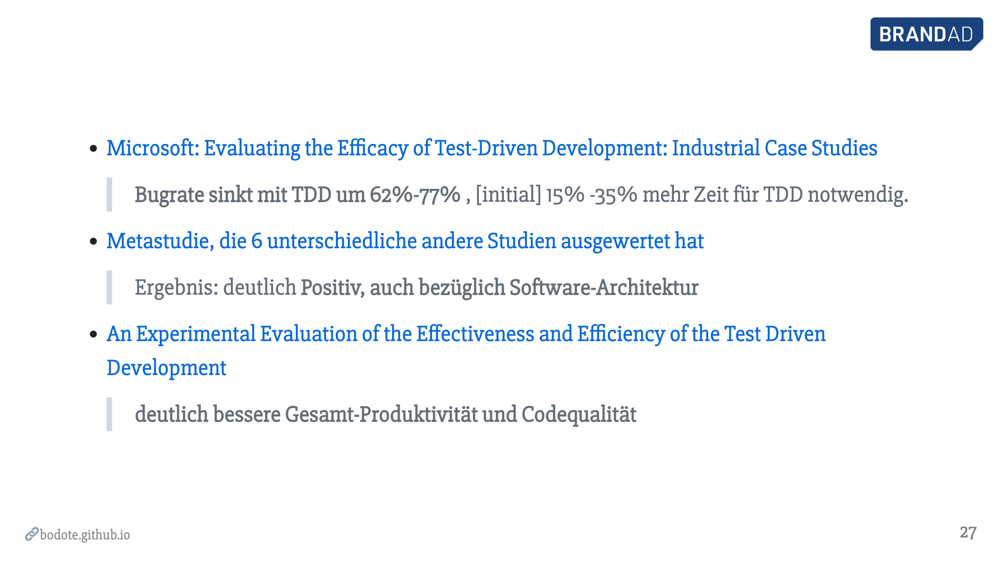 BRANDAD
• Microsoft: Evaluating the Efficacy of Test-Driven Development: Industrial Case Studies
Bugrate sinkt mit TDD um 62%-77% , [initial] 15% -35% mehr Zeit für TDD notwendig.
• Metastudie, die 6 unterschiedliche andere Studien ausgewertet hat
Ergebnis: deutlich Positiv, auch bezüglich Software-Architektur
• An Experimental Evaluation of the Effectiveness and Efficiency of the Test Driven
Development
deutlich bessere Gesamt-Produktivität und Codequalität
🔗bodote.github.io
27